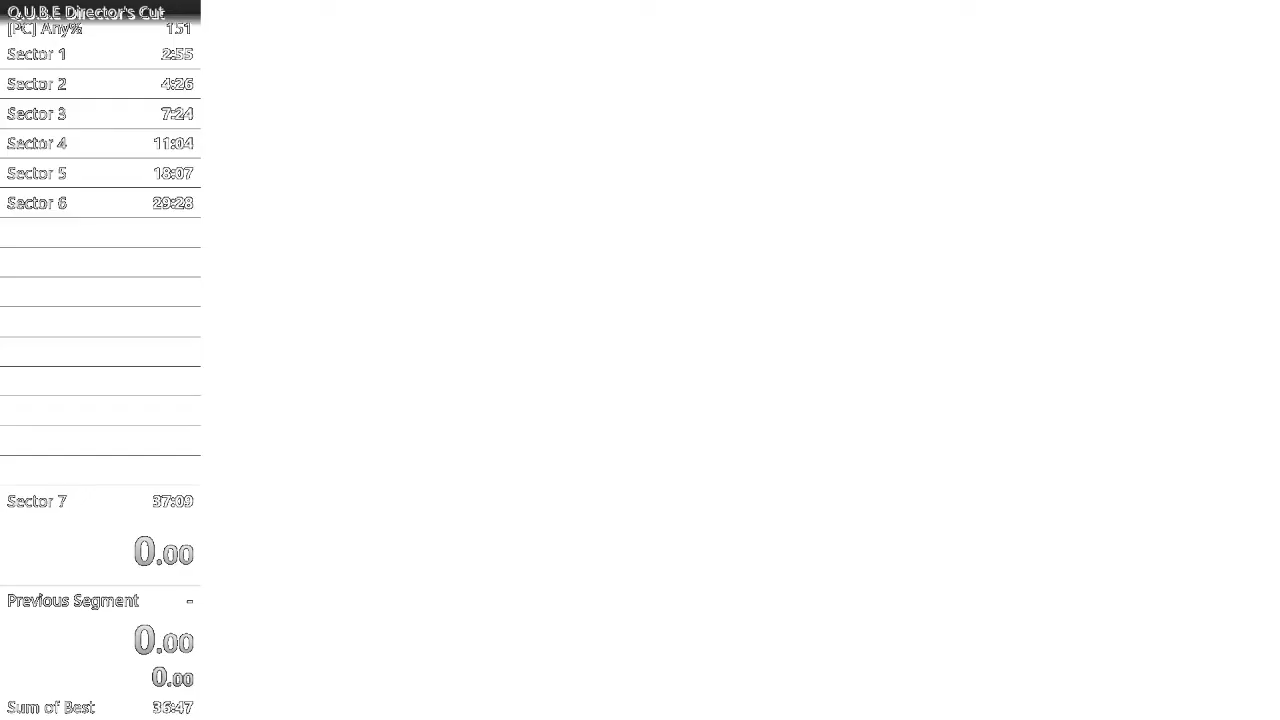 Q.U.B.E Director's Cut
[PC] Any% 151
Sector 1 2:55
Sector 2 4:26
Sector 3 7:24
Sector 4 11:04
Sector 5 18:07
Sector 6 29:28
Sector 7 37:09
0.00
Previous Segment -
0.00
0.00
Sum of Best 36:47